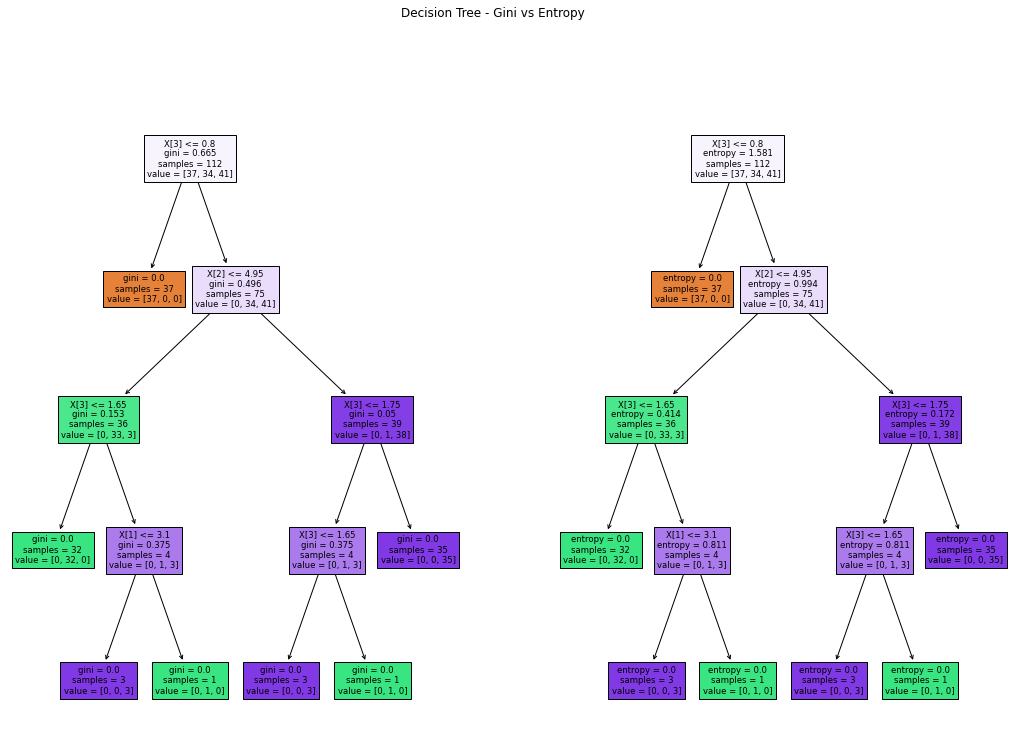 Decision Tree - Gini vs Entropy
X[3] <= 0.8
gini = 0.665
samples = 112
value = [37, 34, 41]
gini = 0.0
samples = 37
value = [37, 0, 0]
X[2] <= 4.95
gini = 0.496
samples = 75
value = [0, 34, 41]
X[3] <= 1.65
gini = 0.153
samples = 36
value = [0, 33, 3]
X[3] <= 1.75
gini = 0.05
samples = 39
value = [0, 1, 38]
gini = 0.0
samples = 32
value = [0, 32, 0]
X[1] <= 3.1
gini = 0.375
samples = 4
value = [0, 1, 3]
X[3] <= 1.65
gini = 0.375
samples = 4
value = [0, 1, 3]
gini = 0.0
samples = 35
value = [0, 0, 35]
gini = 0.0
samples = 3
value = [0, 0, 3]
gini = 0.0
samples = 1
value = [0, 1, 0]
gini = 0.0
samples = 3
value = [0, 0, 3]
gini = 0.0
samples = 1
value = [0, 1, 0]
X[3] <= 0.8
entropy = 1.581
samples = 112
value = [37, 34, 41]
entropy = 0.0
samples = 37
value = [37, 0, 0]
X[2] <= 4.95
entropy = 0.994
samples = 75
value = [0, 34, 41]
X[3] <= 1.65
entropy = 0.414
samples = 36
value = [0, 33, 3]
X[3] <= 1.75
entropy = 0.172
samples = 39
value = [0, 1, 38]
entropy = 0.0
samples = 32
value = [0, 32, 0]
X[1] <= 3.1
entropy = 0.811
samples = 4
value = [0, 1, 3]
X[3] <= 1.65
entropy = 0.811
samples = 4
value = [0, 1, 3]
entropy = 0.0
samples = 35
value = [0, 0, 35]
entropy = 0.0
samples = 3
value = [0, 0, 3]
entropy = 0.0
samples = 1
value = [0, 1, 0]
entropy = 0.0
samples = 3
value = [0, 0, 3]
entropy = 0.0
samples = 1
value = [0, 1, 0]